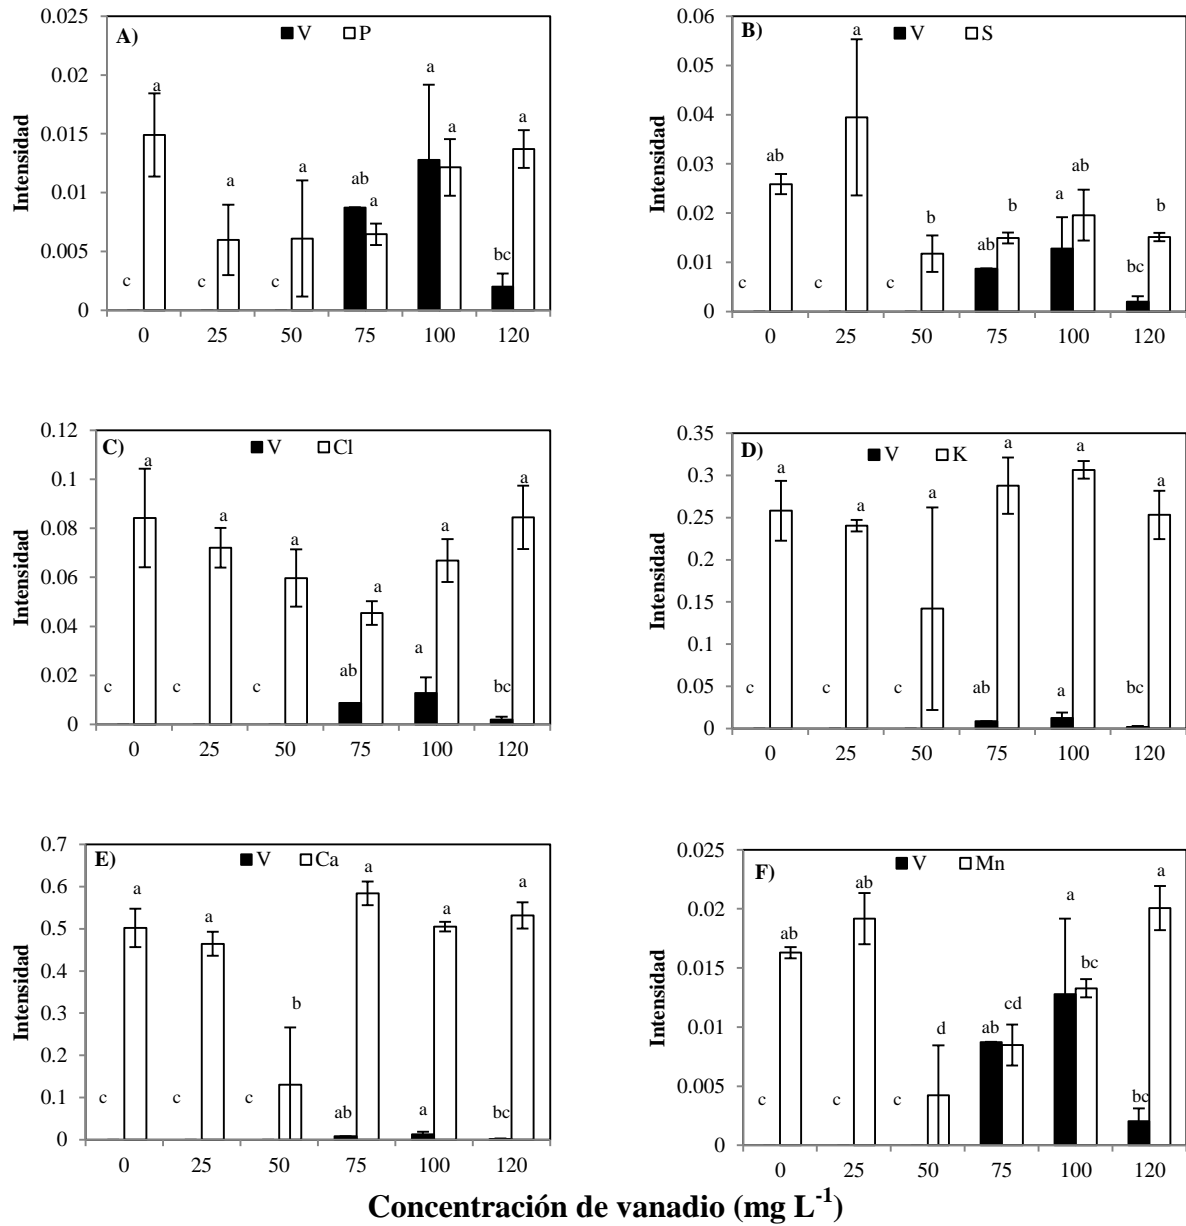 A) V P
0.025
0.02
0.015
0.01
0.005
0
Intensidad
a a a ab a a a a
c c c bc
0 25 50 75 100 120
B) V S
0.06
0.05
0.04
0.03
0.02
0.01
0
Intensidad
ab a b ab b a ab b
c c c bc
0 25 50 75 100 120
C) V Cl
0.12
0.1
0.08
0.06
0.04
0.02
0
Intensidad
a a a a a a
c c c ab a bc
0 25 50 75 100 120
D) V K
0.35
0.3
0.25
0.2
0.15
0.1
0.05
0
Intensidad
a a a a a a
c c c ab a bc
0 25 50 75 100 120
E) V Ca
0.7
0.6
0.5
0.4
0.3
0.2
0.1
0
Intensidad
a a b a a a
c c c ab a bc
0 25 50 75 100 120
F) V Mn
0.025
0.02
0.015
0.01
0.005
0
Intensidad
ab ab d ab cd a bc a
c c c bc
0 25 50 75 100 120
Concentración de vanadio (mg L-1)